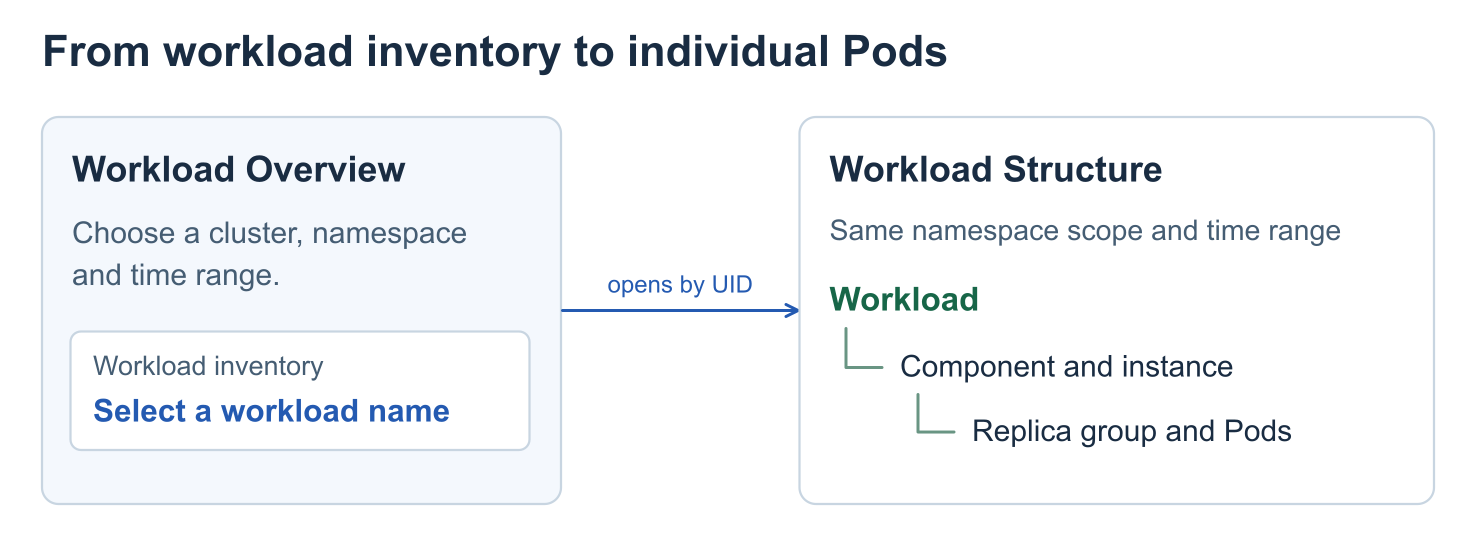 From workload inventory to individual Pods
Workload Overview
Choose a cluster, namespace
and time range.
Workload inventory
Select a workload name
opens by UID
Workload Structure
Same namespace scope and time range
Workload
Component and instance
Replica group and Pods